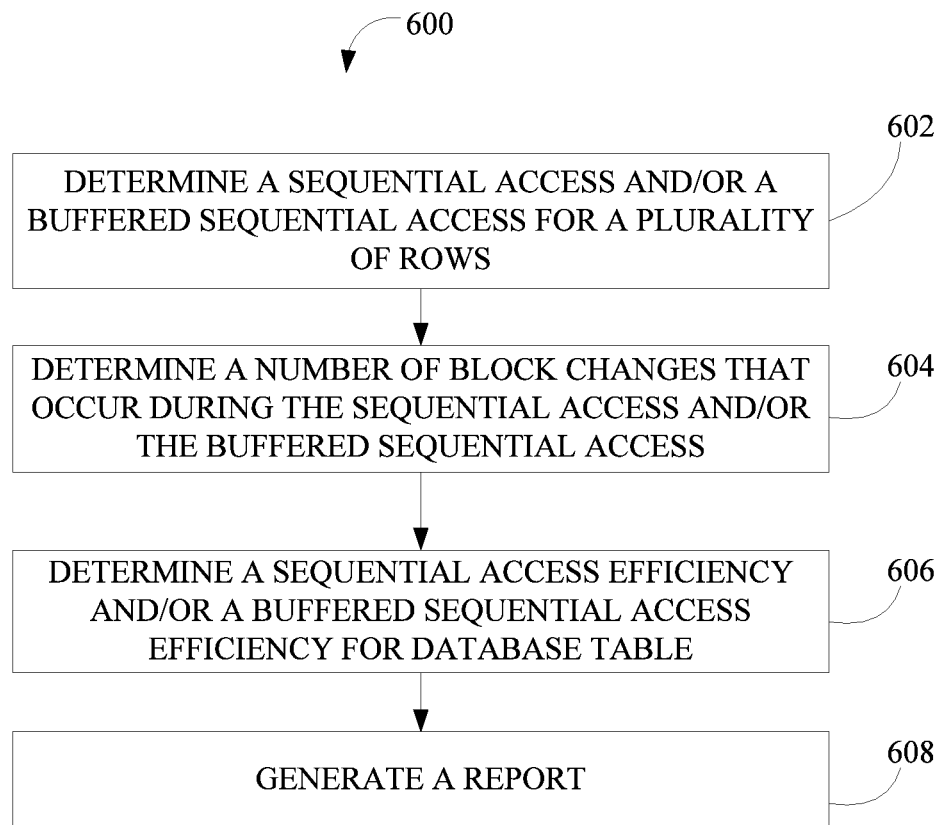 600
602
DETERMINE A SEQUENTIAL ACCESS AND/OR A
BUFFERED SEQUENTIAL ACCESS FOR A PLURALITY
OF ROWS
604
DETERMINE A NUMBER OF BLOCK CHANGES THAT
OCCUR DURING THE SEQUENTIAL ACCESS AND/OR
THE BUFFERED SEQUENTIAL ACCESS
606
DETERMINE A SEQUENTIAL ACCESS EFFICIENCY
AND/OR A BUFFERED SEQUENTIAL ACCESS
EFFICIENCY FOR DATABASE TABLE
608
GENERATE A REPORT